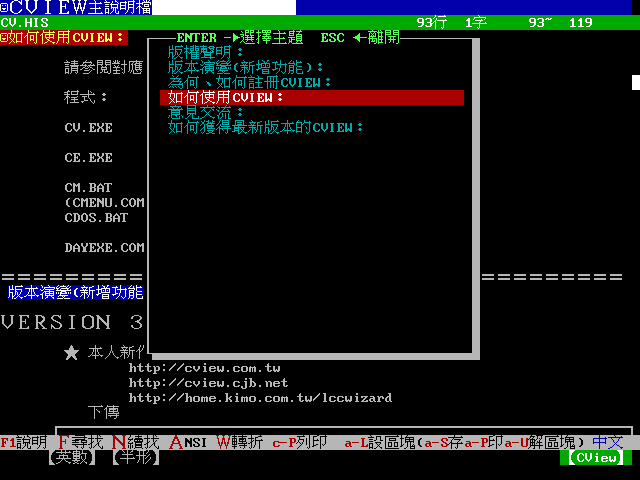 ◎CVIEW主說明檔
CV.HIS 93行 1字 93~ 119
◎如何使用CVIEW：
ENTER →選擇主題 ESC ←離開
版權聲明：
版本演變(新增功能)：
為何、如何註冊CVIEW：
如何使用CVIEW：
意見交流：
如何獲得最新版本的CVIEW：
請參閱對應
程式：
CV.EXE
CE.EXE
CM.BAT
(CMENU.COM
CDOS.BAT
DAYEXE.COM
版本演變(新增功能
VERSION 3
★ 本人新作
http://cview.com.tw
http://cview.cjb.net
http://home.kimo.com.tw/lccwizard
下傳
F1說明 F尋找 N續找 ANSI W轉折 c-P列印 a-L設區塊(a-S存a-P印a-U解區塊) 中文
【英數】 【半形】 【CView】